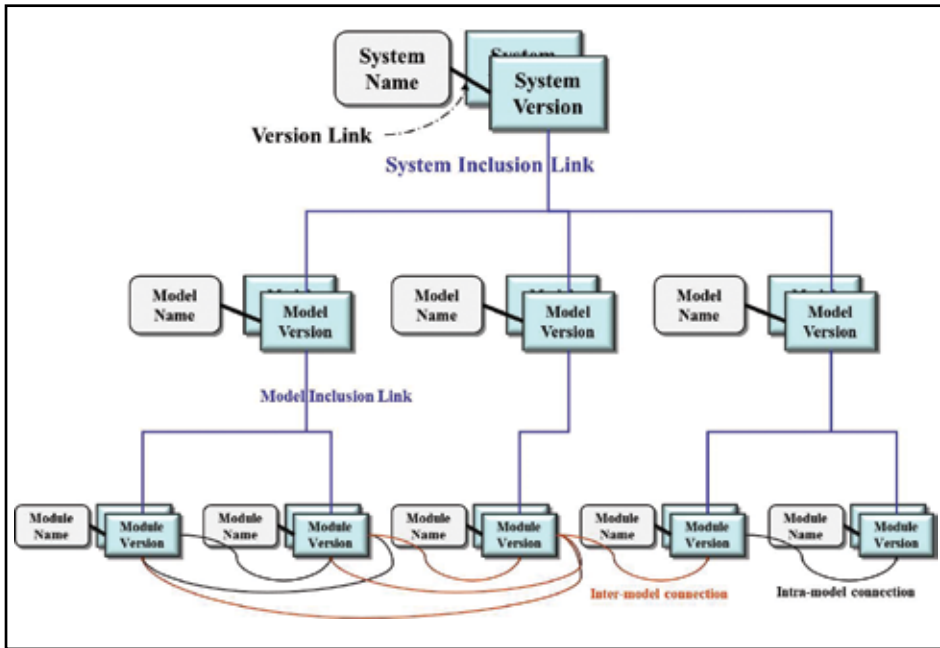 System
Name
System
System
Version
Version Link
System Inclusion Link
Model
Name
Model
Version
Model
Name
Model
Version
Model
Name
Model
Version
Model Inclusion Link
Module
Name
Module
Version
Module
Name
Module
Version
Module
Name
Module
Version
Module
Name
Module
Version
Module
Name
Module
Version
Inter-model connection
Intra-model connection